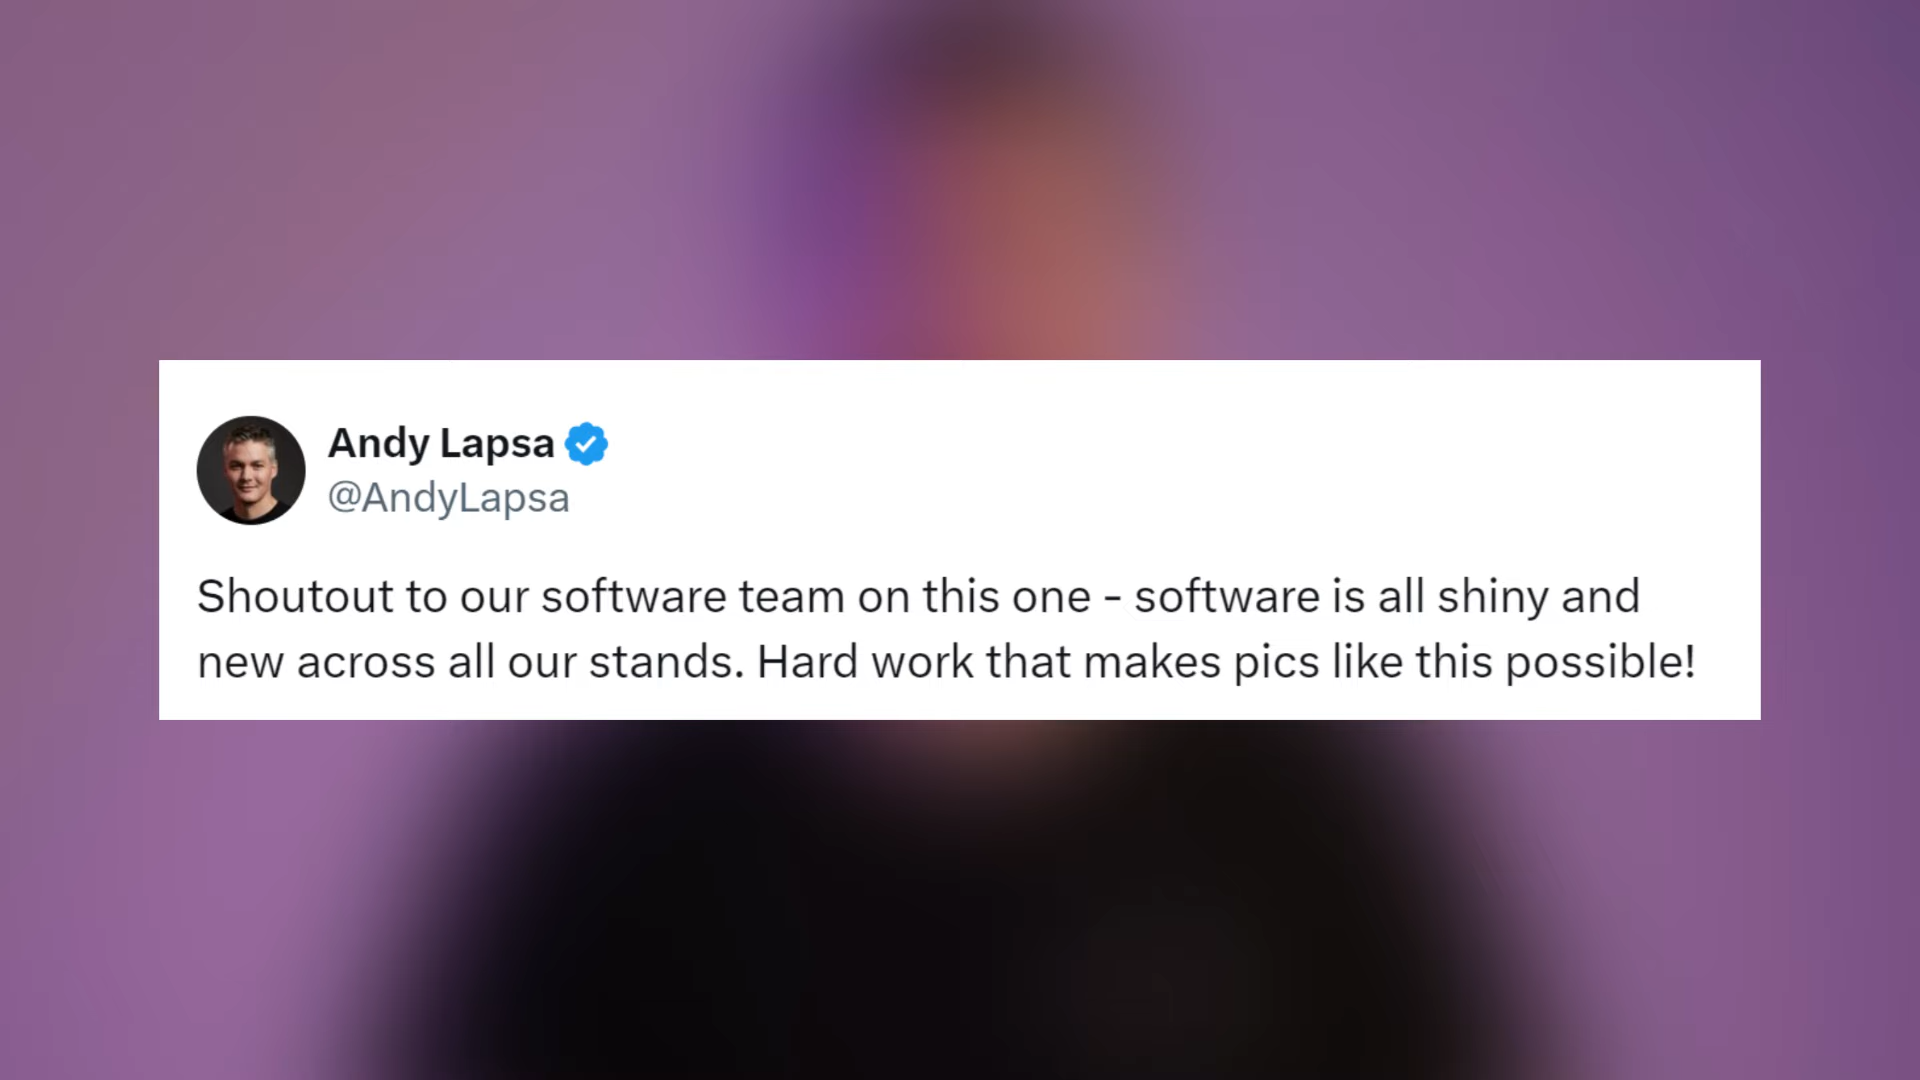 Andy Lapsa
@AndyLapsa
Shoutout to our software team on this one - software is all shiny and
new across all our stands. Hard work that makes pics like this possible!